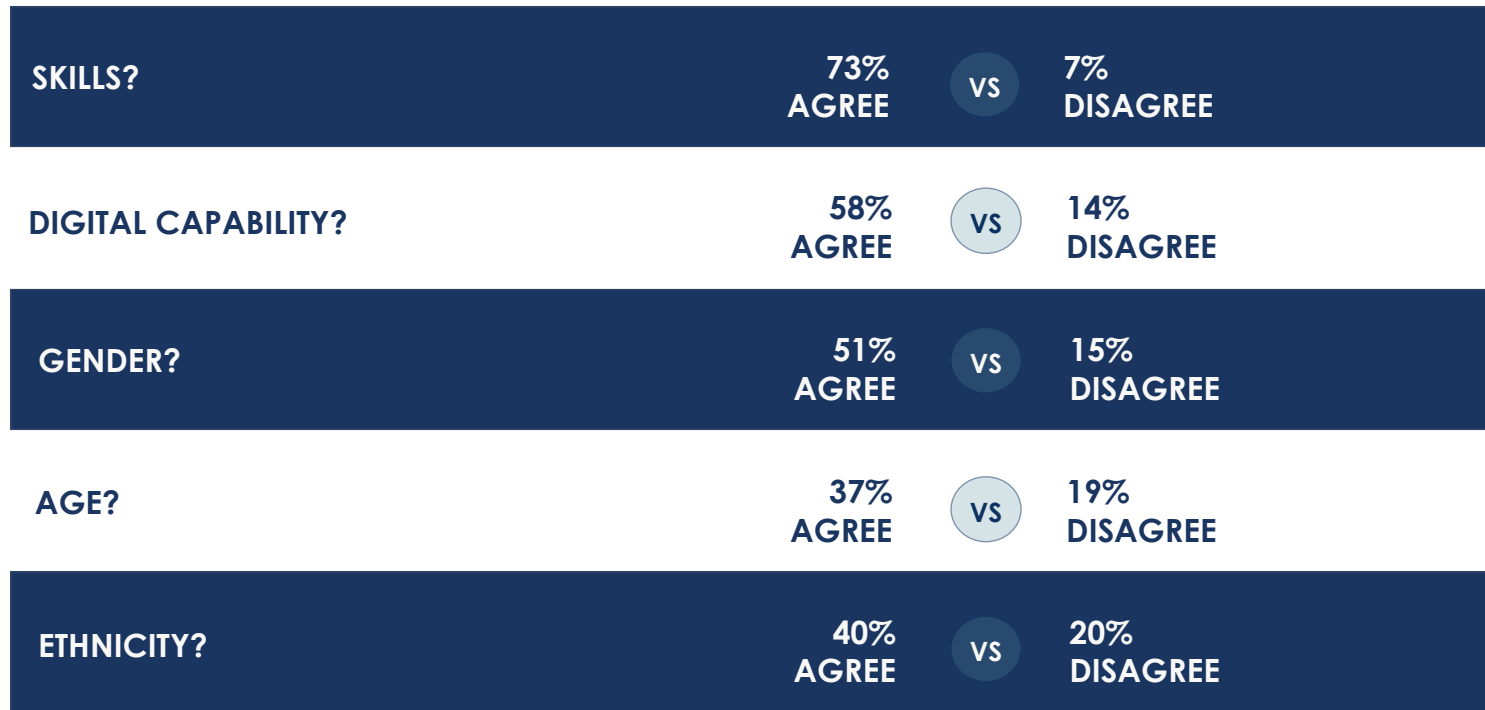 SKILLS?
73%
AGREE
VS
7%
DISAGREE
DIGITAL CAPABILITY?
58%
AGREE
VS
14%
DISAGREE
GENDER?
51%
AGREE
VS
15%
DISAGREE
AGE?
37%
AGREE
VS
19%
DISAGREE
ETHNICITY?
40%
AGREE
VS
20%
DISAGREE